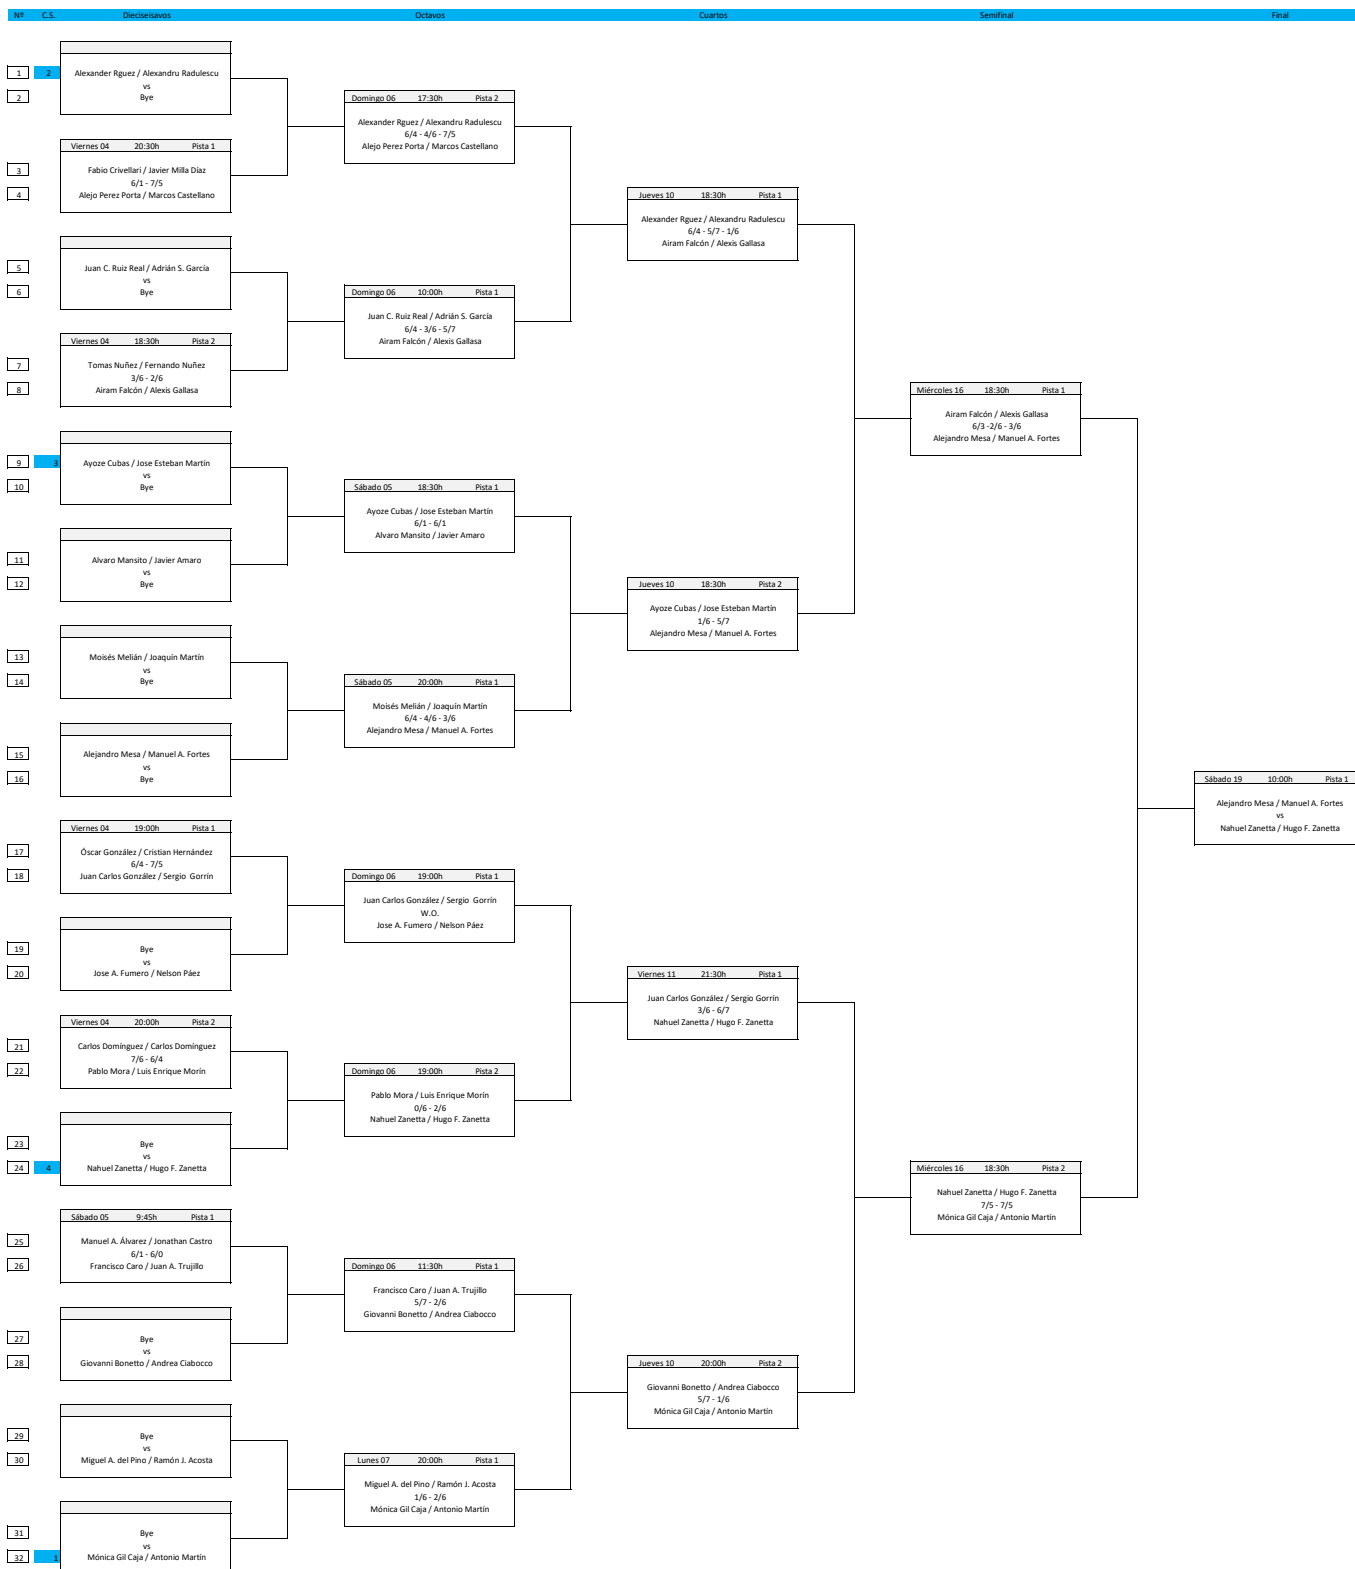 Nº C.S. Dieciseisavos Octavos Cuartos Semifinal Final
1 2 Alexander Rguez / Alexandru Radulescu
vs
2 Bye
Viernes 04 20:30h Pista 1
3 Fabio Crivellari / Javier Milla Díaz
6/1 - 7/5
4 Alejo Perez Porta / Marcos Castellano
5 Juan C. Ruiz Real / Adrián S. García
vs
6 Bye
Viernes 04 18:30h Pista 2
7 Tomas Nuñez / Fernando Nuñez
3/6 - 2/6
8 Airam Falcón / Alexis Gallasa
9 3 Ayoze Cubas / Jose Esteban Martín
vs
10 Bye
11 Alvaro Mansito / Javier Amaro
vs
12 Bye
13 Moisés Melián / Joaquín Martín
vs
14 Bye
15 Alejandro Mesa / Manuel A. Fortes
vs
16 Bye
Viernes 04 19:00h Pista 1
17 Óscar González / Cristian Hernández
6/4 - 7/5
18 Juan Carlos González / Sergio Gorrín
19 Bye
vs
20 Jose A. Fumero / Nelson Páez
Viernes 04 20:00h Pista 2
21 Carlos Domínguez / Carlos Domínguez
7/6 - 6/4
22 Pablo Mora / Luis Enrique Morín
23 Bye
vs
24 4 Nahuel Zanetta / Hugo F. Zanetta
Sábado 05 9:45h Pista 1
25 Manuel A. Álvarez / Jonathan Castro
6/1 - 6/0
26 Francisco Caro / Juan A. Trujillo
27 Bye
vs
28 Giovanni Bonetto / Andrea Ciabocco
29 Bye
vs
30 Miguel A. del Pino / Ramón J. Acosta
31 Bye
vs
32 1 Mónica Gil Caja / Antonio Martín
Domingo 06 17:30h Pista 2
Alexander Rguez / Alexandru Radulescu
6/4 - 4/6 - 7/5
Alejo Perez Porta / Marcos Castellano
Domingo 06 10:00h Pista 1
Juan C. Ruiz Real / Adrián S. García
6/4 - 3/6 - 5/7
Airam Falcón / Alexis Gallasa
Sábado 05 18:30h Pista 1
Ayoze Cubas / Jose Esteban Martín
6/1 - 6/1
Alvaro Mansito / Javier Amaro
Sábado 05 20:00h Pista 1
Moisés Melián / Joaquín Martín
6/4 - 4/6 - 3/6
Alejandro Mesa / Manuel A. Fortes
Domingo 06 19:00h Pista 1
Juan Carlos González / Sergio Gorrín
W.O.
Jose A. Fumero / Nelson Páez
Domingo 06 19:00h Pista 2
Pablo Mora / Luis Enrique Morín
0/6 - 2/6
Nahuel Zanetta / Hugo F. Zanetta
Domingo 06 11:30h Pista 1
Francisco Caro / Juan A. Trujillo
5/7 - 2/6
Giovanni Bonetto / Andrea Ciabocco
Lunes 07 20:00h Pista 1
Miguel A. del Pino / Ramón J. Acosta
1/6 - 2/6
Mónica Gil Caja / Antonio Martín
Jueves 10 18:30h Pista 1
Alexander Rguez / Alexandru Radulescu
6/4 - 5/7 - 1/6
Airam Falcón / Alexis Gallasa
Jueves 10 18:30h Pista 2
Ayoze Cubas / Jose Esteban Martín
1/6 - 5/7
Alejandro Mesa / Manuel A. Fortes
Viernes 11 21:30h Pista 1
Juan Carlos González / Sergio Gorrín
3/6 - 6/7
Nahuel Zanetta / Hugo F. Zanetta
Jueves 10 20:00h Pista 2
Giovanni Bonetto / Andrea Ciabocco
5/7 - 1/6
Mónica Gil Caja / Antonio Martín
Miércoles 16 18:30h Pista 1
Airam Falcón / Alexis Gallasa
6/3 -2/6 - 3/6
Alejandro Mesa / Manuel A. Fortes
Miércoles 16 18:30h Pista 2
Nahuel Zanetta / Hugo F. Zanetta
7/5 - 7/5
Mónica Gil Caja / Antonio Martín
Sábado 19 10:00h Pista 1
Alejandro Mesa / Manuel A. Fortes
vs
Nahuel Zanetta / Hugo F. Zanetta